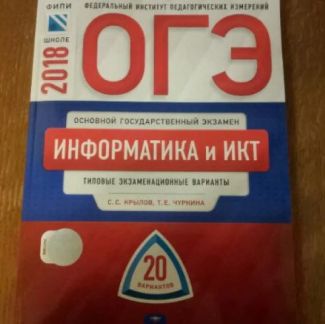 ФИПИ
ШКОЛЕ
2018
ФЕДЕРАЛЬНЫЙ ИНСТИТУТ ПЕДАГОГИЧЕСКИХ ИЗМЕРЕНИЙ
ОГЭ
ОСНОВНОЙ ГОСУДАРСТВЕННЫЙ ЭКЗАМЕН
ИНФОРМАТИКА и ИКТ
ТИПОВЫЕ ЭКЗАМЕНАЦИОННЫЕ ВАРИАНТЫ
С. С. КРЫЛОВ, Т. Е. ЧУРКИНА
20
ВАРИАНТОВ